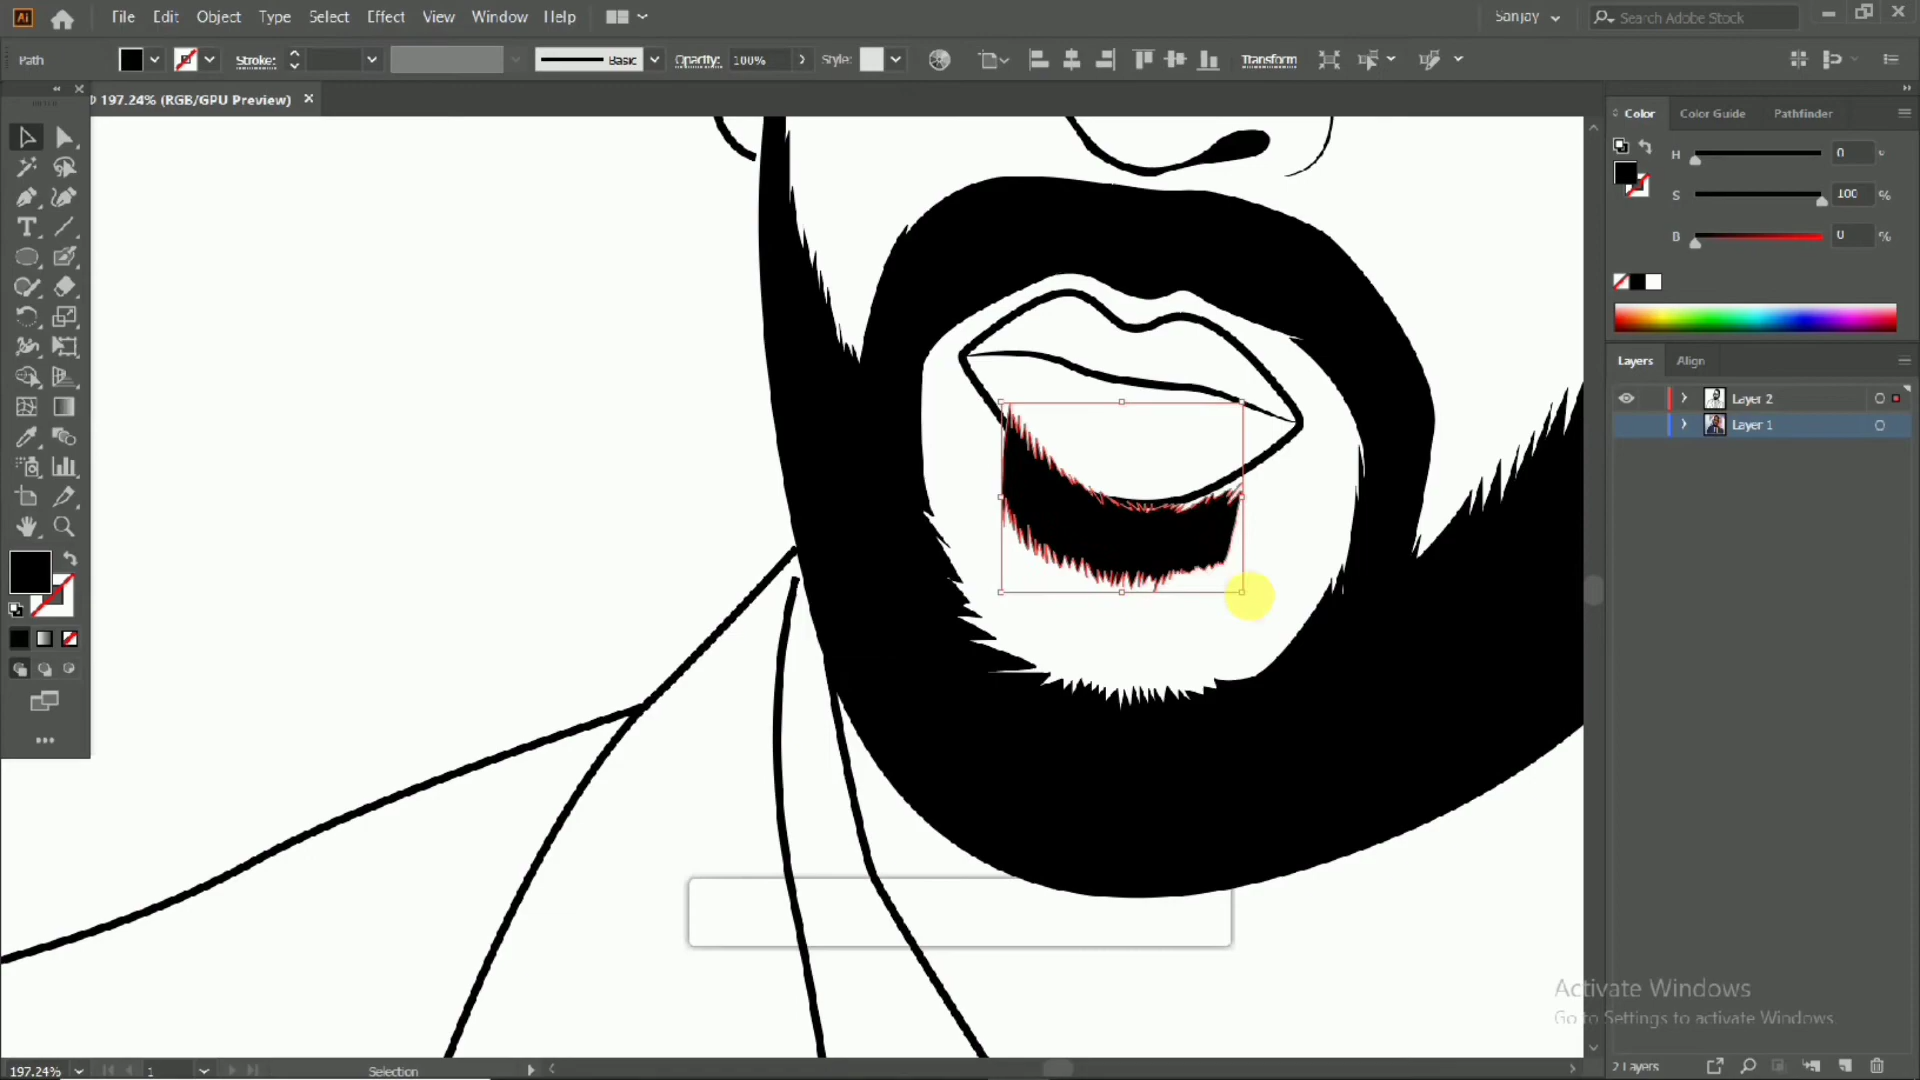 Ai File Edit Object Type Select Effect View Window Help Sanjay Search Adobe Stock
Path Stroke: Basic Opacity: 100% Style: Transform
197.24% (RGB/GPU Preview)
Color Color Guide Pathfinder
H 0 °
S 100 %
B 0 %
Layers Align
Layer 2
Layer 1
Activate Windows
Go to Settings to activate Windows.
2 Layers
197.24% 1 Selection